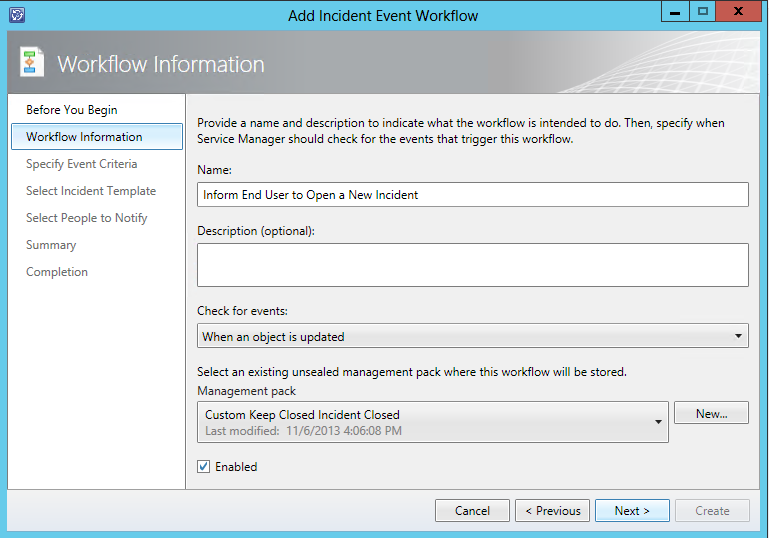 Add Incident Event Workflow
Workflow Information
Before You Begin
Workflow Information
Specify Event Criteria
Select Incident Template
Select People to Notify
Summary
Completion
Provide a name and description to indicate what the workflow is intended to do. Then, specify when
Service Manager should check for the events that trigger this workflow.
Name:
Inform End User to Open a New Incident
Description (optional):
Check for events:
When an object is updated
Select an existing unsealed management pack where this workflow will be stored.
Management pack
Custom Keep Closed Incident Closed
Last modified: 11/6/2013 4:06:08 PM
New...
Enabled
Cancel
< Previous
Next >
Create